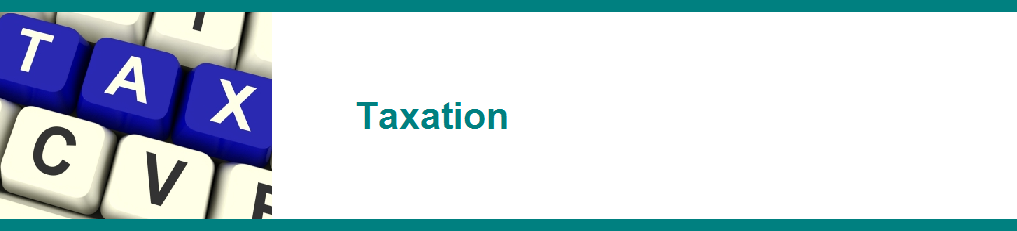 T A X
C V
Taxation